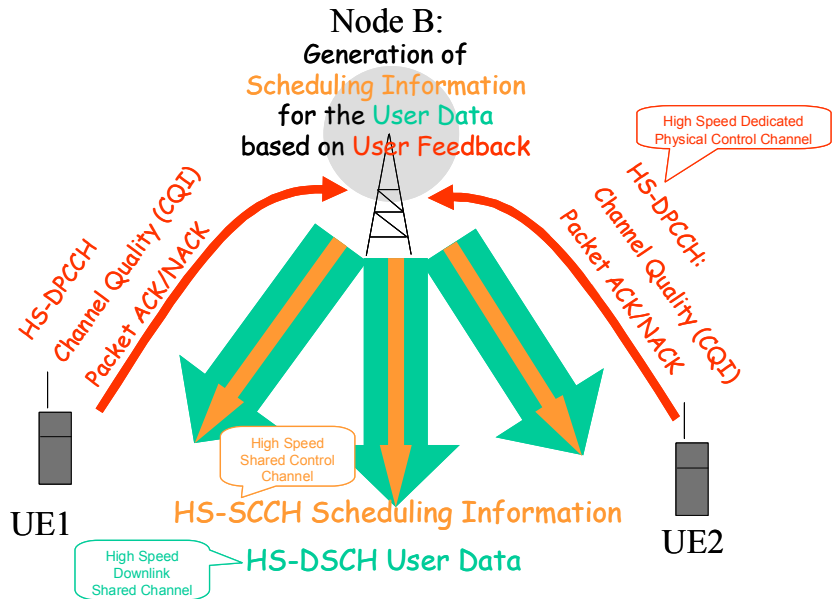 Node B:
Generation of
Scheduling Information
for the User Data
based on User Feedback
High Speed Dedicated
Physical Control Channel
HS-DPCCH
Channel Quality (CQI)
Packet ACK/NACK
HS-DPCCH:
Channel Quality (CQI)
Packet ACK/NACK
High Speed
Shared Control
Channel
UE1
HS-SCCH Scheduling Information
UE2
High Speed
Downlink
Shared Channel
HS-DSCH User Data